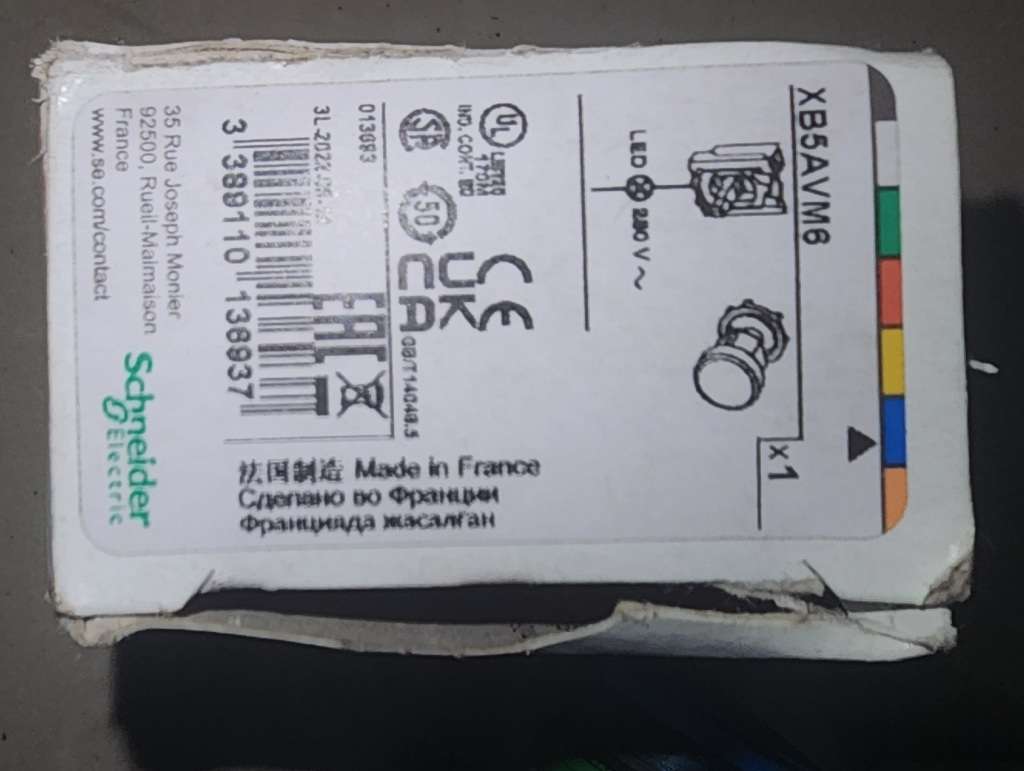 XB5AVM6
x1
LED
230 V ~
UL
LISTED
IND. CONT. EQ
CE
UK
CA
50
GB/T14048.5
EAC
013083
3 389110 138937
法国制造 Made in France
Сделано во Франции
Францияда жасалған
35 Rue Joseph Monier
92500, Rueil-Malmaison
France
www.se.com/contact
Schneider
Electric